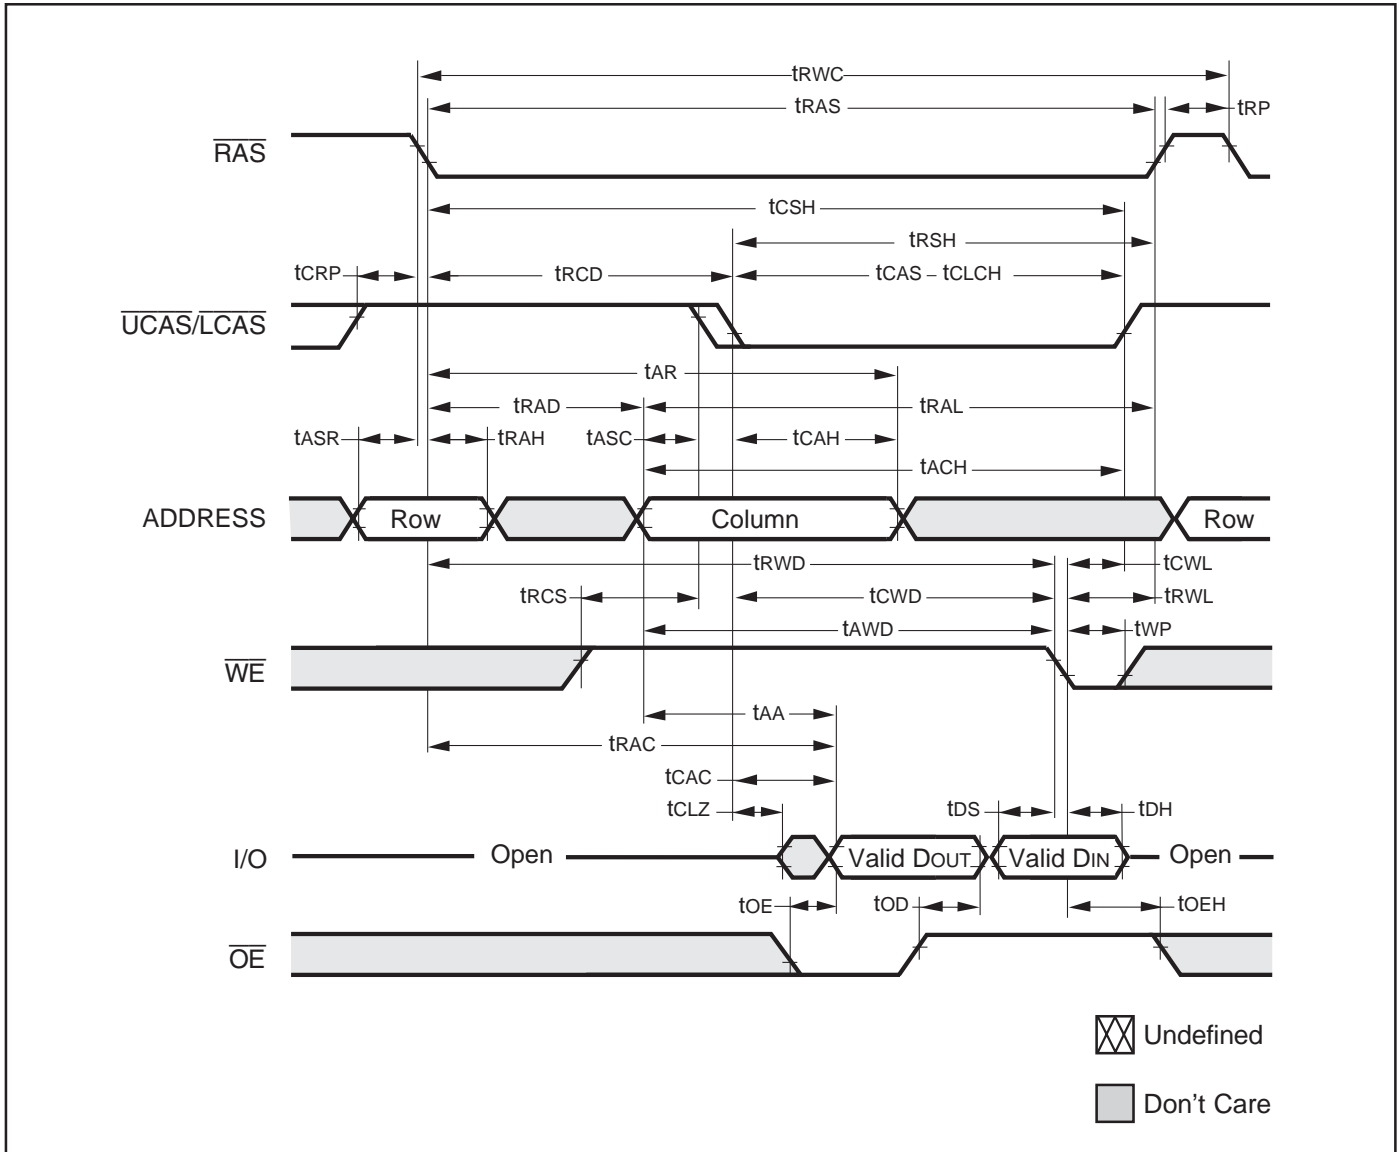 tRWC
tRAS
tRP
RAS
tCSH
tRSH
tCRP
tRCD
tCAS – tCLCH
UCAS/LCAS
tAR
tRAD
tRAL
tASR
tRAH
tASC
tCAH
tACH
ADDRESS
Row
Column
Row
tRWD
tCWL
tRCS
tCWD
tRWL
tAWD
tWP
WE
tAA
tRAC
tCAC
tCLZ
tDS
tDH
I/O
Open
Valid DOUT
Valid DIN
Open
tOE
tOD
tOEH
OE
Undefined
Don't Care